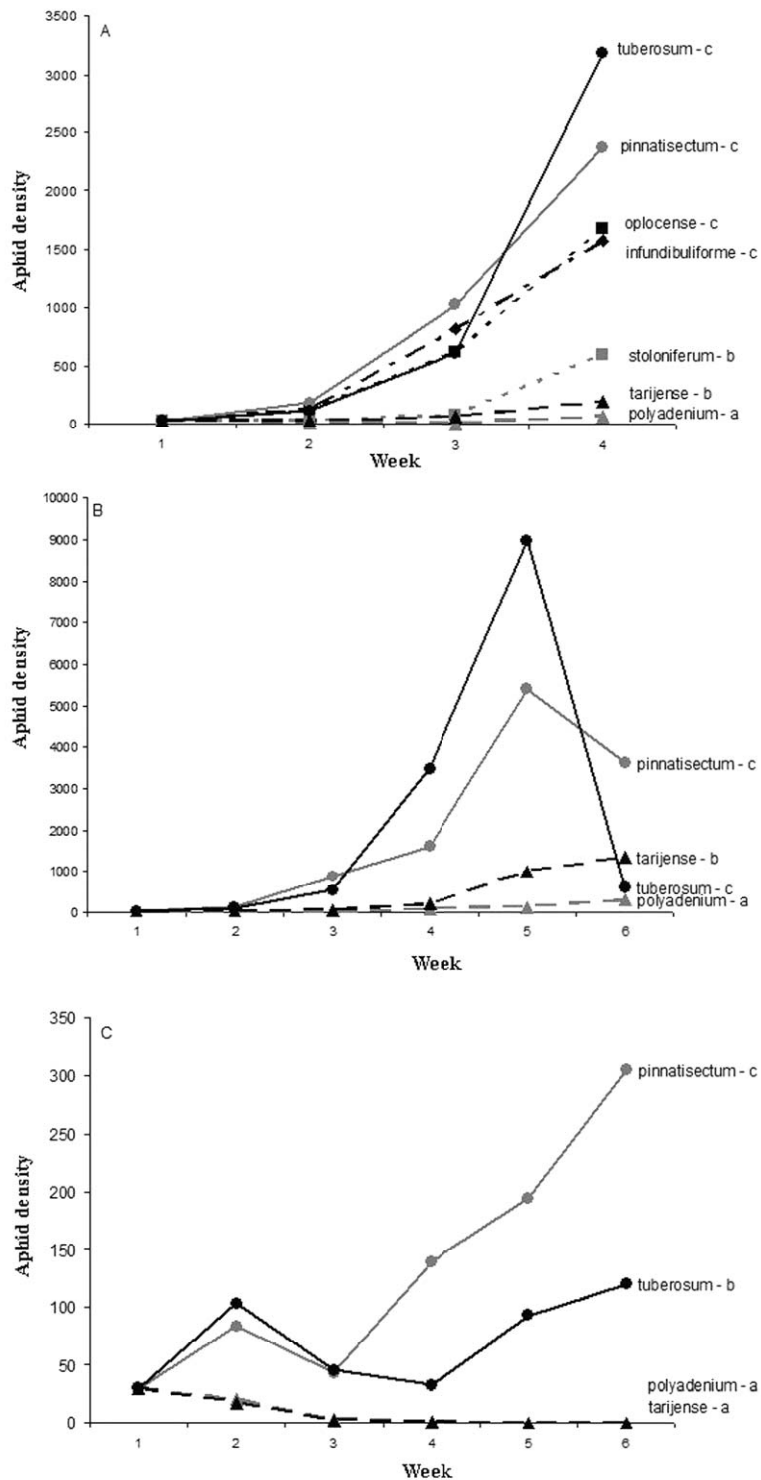 A
3500
3000
2500
2000
1500
1000
500
0
Aphid density
1 2 3 4
Week
tuberosum - c
pinnatisectum - c
oplocense - c
infundibuliforme - c
stoloniferum - b
tarijense - b
polyadenium - a
B
10000
9000
8000
7000
6000
5000
4000
3000
2000
1000
0
Aphid density
1 2 3 4 5 6
Week
pinnatisectum - c
tarijense - b
tuberosum - c
polyadenium - a
C
350
300
250
200
150
100
50
0
Aphid density
1 2 3 4 5 6
Week
pinnatisectum - c
tuberosum - b
polyadenium - a
tarijense - a